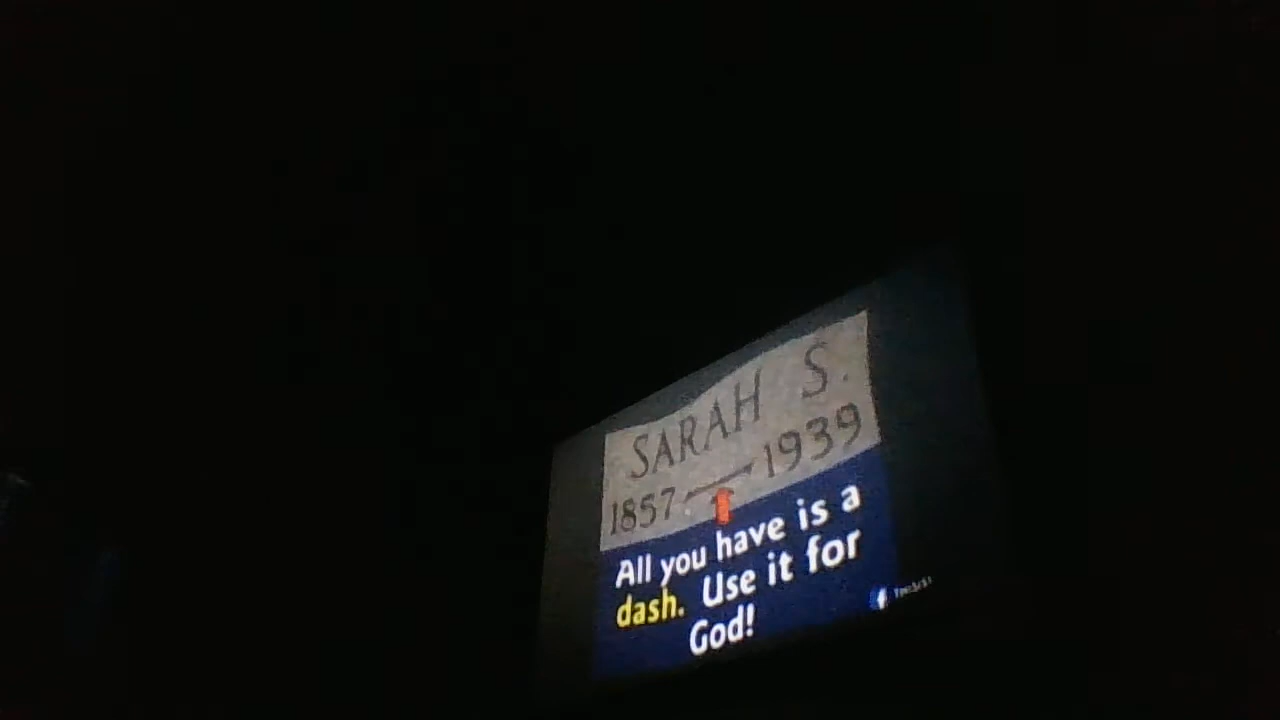 SARAH S.
1857 — 1939
All you have is a
dash. Use it for
God!
f